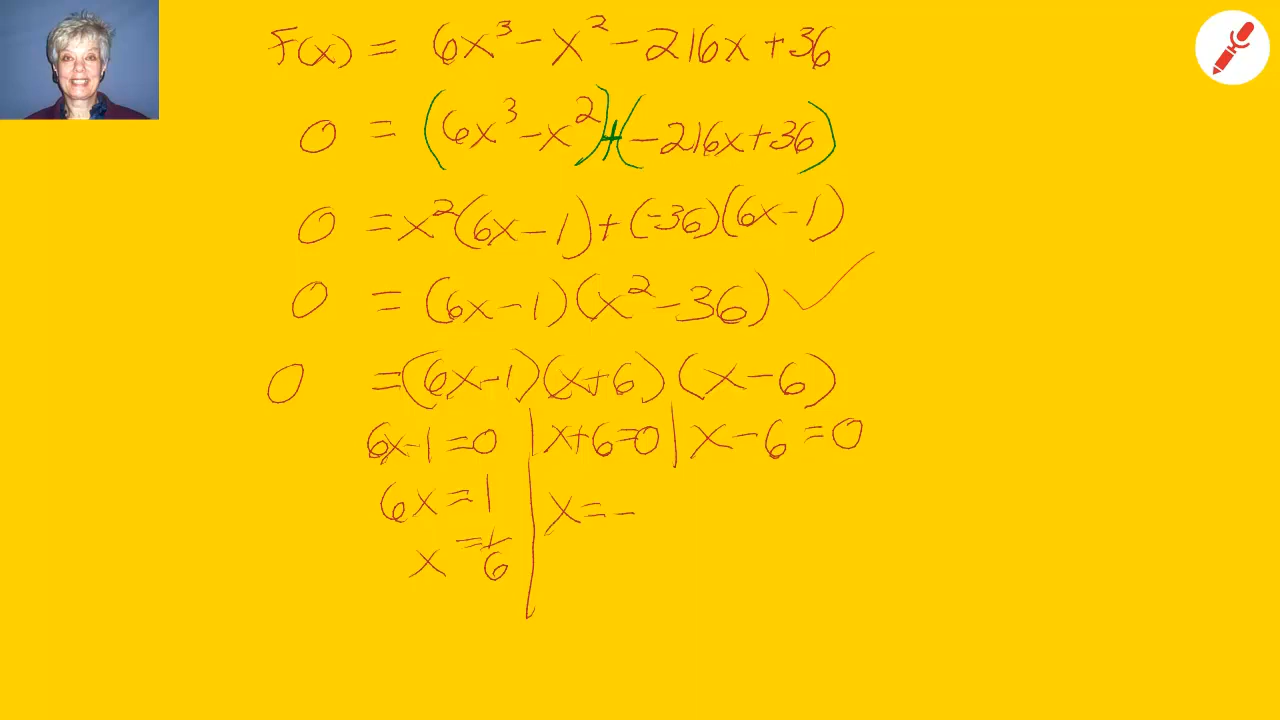 F(x) = 6x³ - x² - 216x + 36
0 = (6x³ - x²) + (-216x + 36)
0 = x²(6x - 1) + (-36)(6x - 1)
0 = (6x - 1)(x² - 36) ✓
0 = (6x - 1)(x + 6)(x - 6)
6x - 1 = 0 | x + 6 = 0 | x - 6 = 0
6x = 1 | x = -
x = 1/6